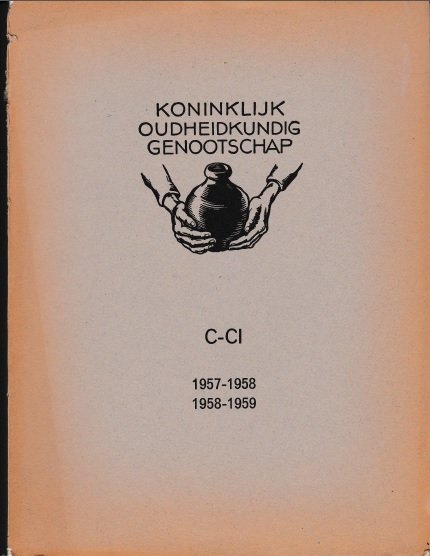 KONINKLIJK
OUDHEIDKUNDIG
GENOOTSCHAP
C-CI
1957-1958
1958-1959